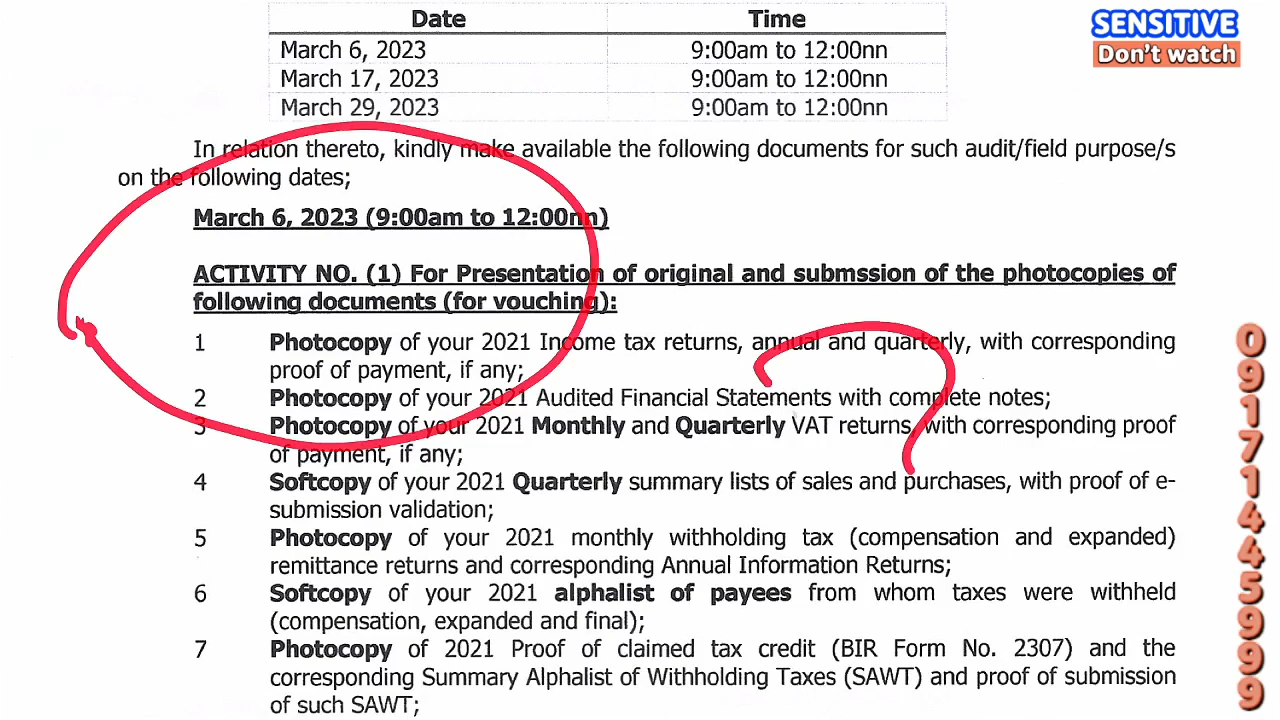 Date Time
March 6, 2023 9:00am to 12:00nn
March 17, 2023 9:00am to 12:00nn
March 29, 2023 9:00am to 12:00nn
SENSITIVE
Don't watch
In relation thereto, kindly make available the following documents for such audit/field purpose/s
on the following dates;
March 6, 2023 (9:00am to 12:00nn)
ACTIVITY NO. (1) For Presentation of original and submssion of the photocopies of
following documents (for vouching):
1 Photocopy of your 2021 Income tax returns, annual and quarterly, with corresponding
proof of payment, if any;
2 Photocopy of your 2021 Audited Financial Statements with complete notes;
3 Photocopy of your 2021 Monthly and Quarterly VAT returns, with corresponding proof
of payment, if any;
4 Softcopy of your 2021 Quarterly summary lists of sales and purchases, with proof of e-
submission validation;
5 Photocopy of your 2021 monthly withholding tax (compensation and expanded)
remittance returns and corresponding Annual Information Returns;
6 Softcopy of your 2021 alphalist of payees from whom taxes were withheld
(compensation, expanded and final);
7 Photocopy of 2021 Proof of claimed tax credit (BIR Form No. 2307) and the
corresponding Summary Alphalist of Withholding Taxes (SAWT) and proof of submission
of such SAWT;
?
09171445999